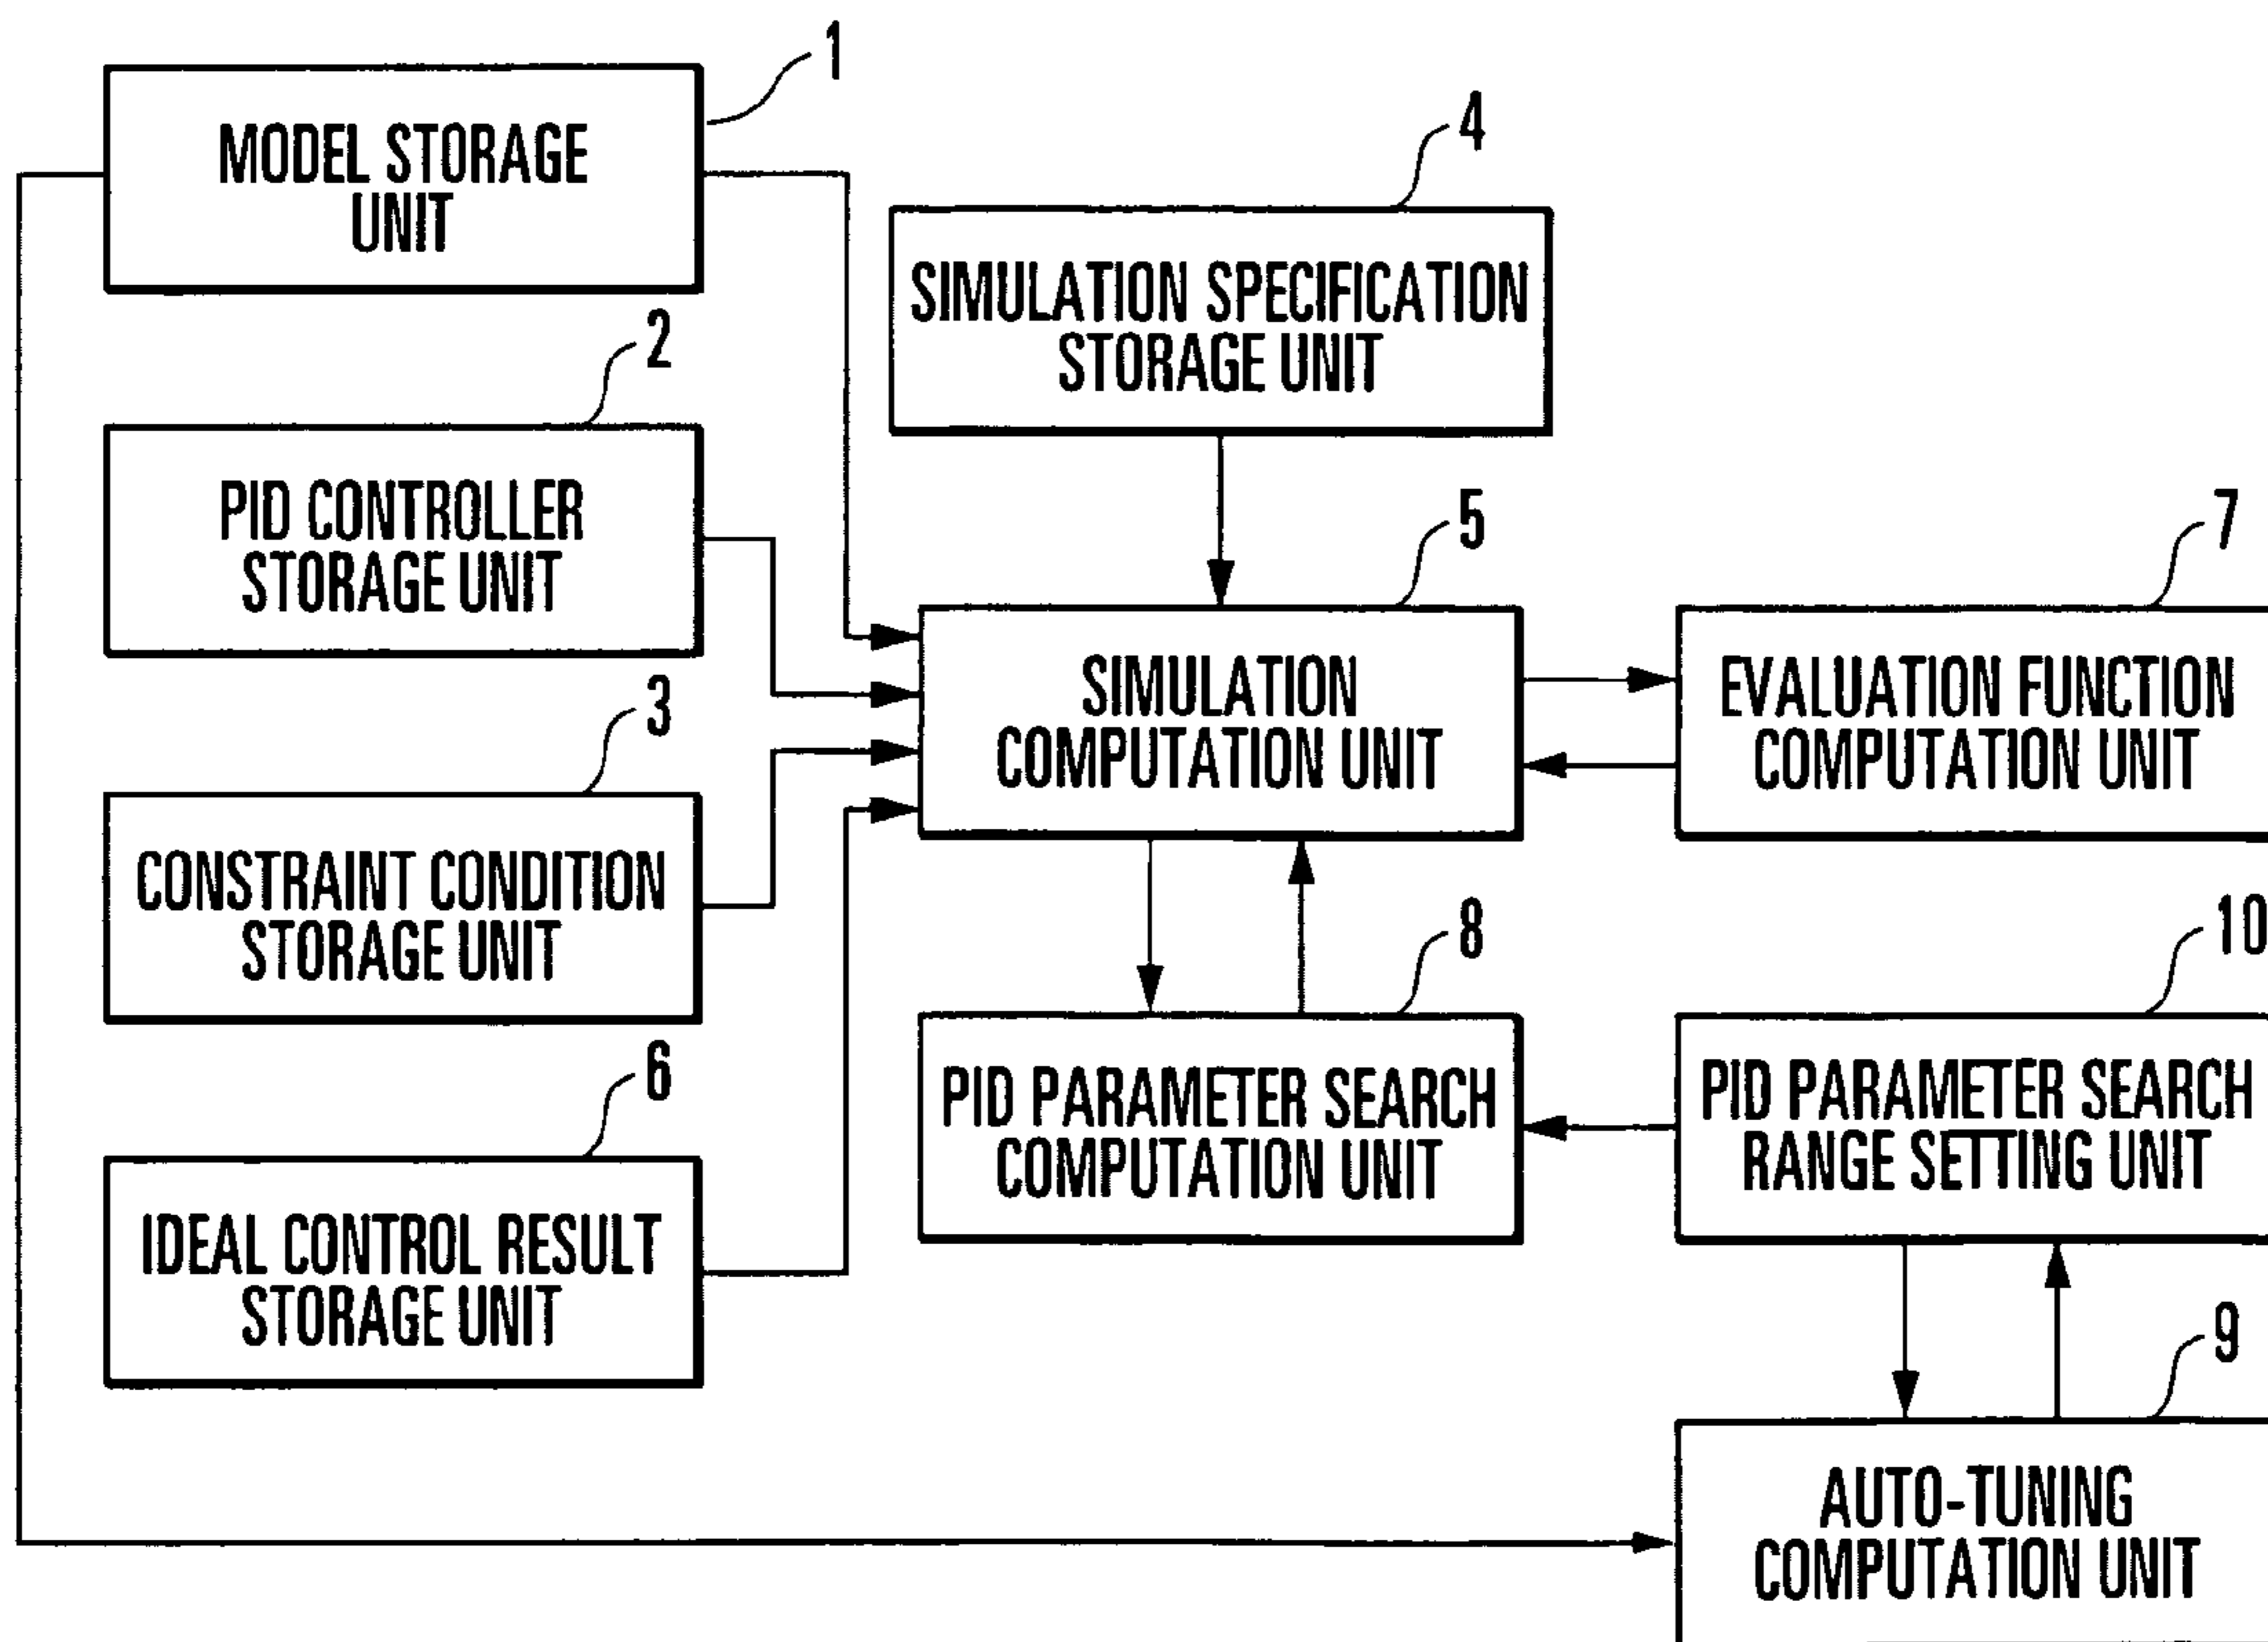 1
MODEL STORAGE
UNIT
4
SIMULATION SPECIFICATION
STORAGE UNIT
2
PID CONTROLLER
STORAGE UNIT
5
SIMULATION
COMPUTATION UNIT
7
EVALUATION FUNCTION
COMPUTATION UNIT
3
CONSTRAINT CONDITION
STORAGE UNIT
8
PID PARAMETER SEARCH
COMPUTATION UNIT
10
PID PARAMETER SEARCH
RANGE SETTING UNIT
6
IDEAL CONTROL RESULT
STORAGE UNIT
9
AUTO-TUNING
COMPUTATION UNIT